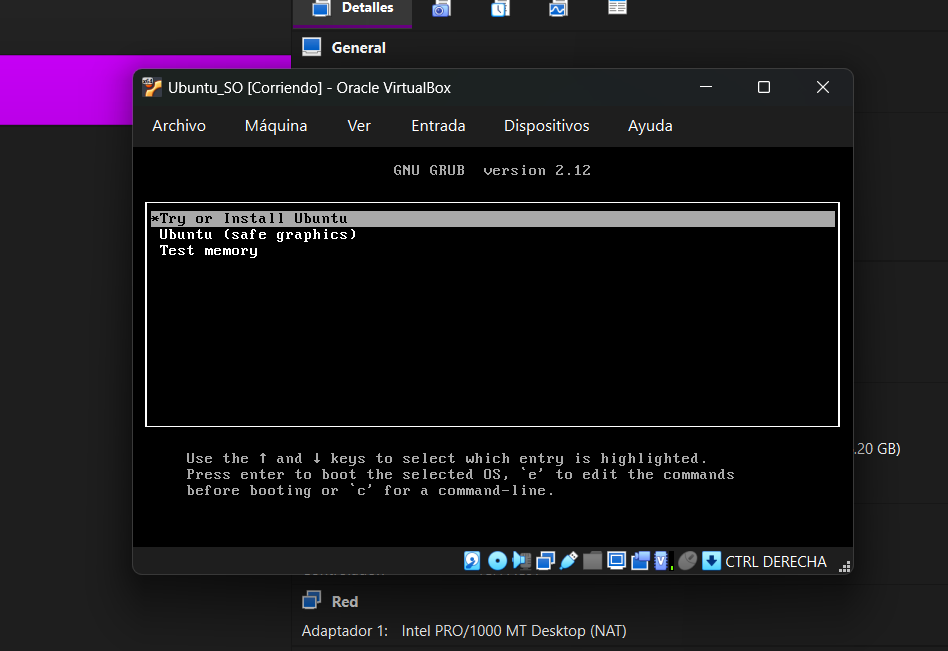 Detalles
General
Ubuntu_SO [Corriendo] - Oracle VirtualBox
Archivo Máquina Ver Entrada Dispositivos Ayuda
GNU GRUB version 2.12
*Try or Install Ubuntu
Ubuntu (safe graphics)
Test memory
.20 GB)
Use the ↑ and ↓ keys to select which entry is highlighted.
Press enter to boot the selected OS, `e' to edit the commands
before booting or `c' for a command-line.
CTRL DERECHA
Red
Adaptador 1: Intel PRO/1000 MT Desktop (NAT)